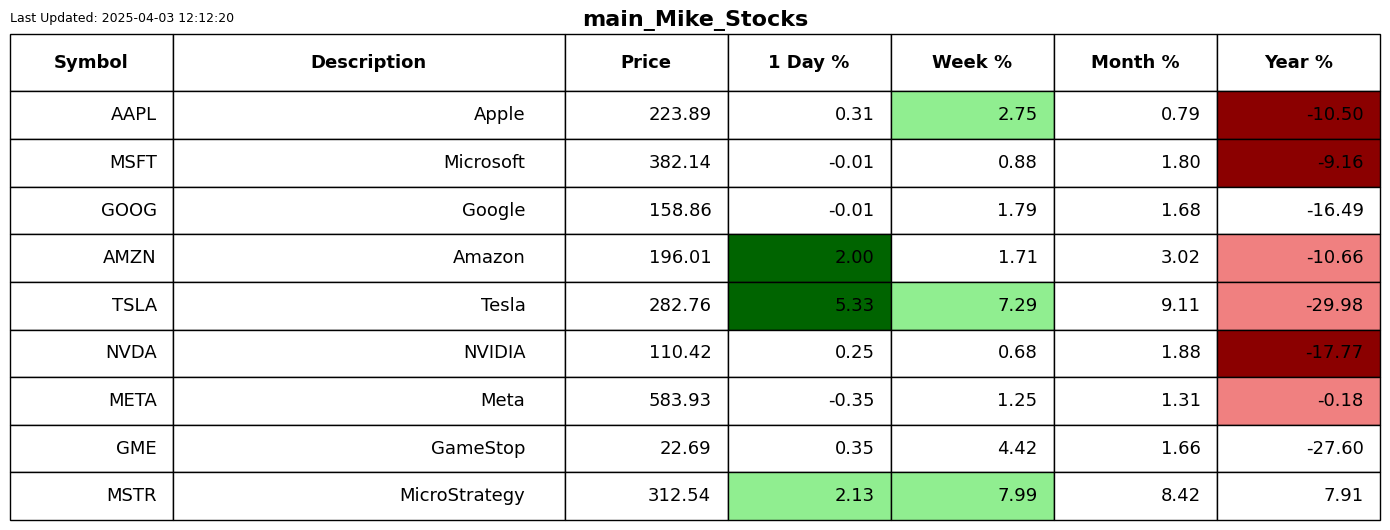 Last Updated: 2025-04-03 12:12:20
main_Mike_Stocks
Symbol Description Price 1 Day % Week % Month % Year %
AAPL Apple 223.89 0.31 2.75 0.79 -10.50
MSFT Microsoft 382.14 -0.01 0.88 1.80 -9.16
GOOG Google 158.86 -0.01 1.79 1.68 -16.49
AMZN Amazon 196.01 2.00 1.71 3.02 -10.66
TSLA Tesla 282.76 5.33 7.29 9.11 -29.98
NVDA NVIDIA 110.42 0.25 0.68 1.88 -17.77
META Meta 583.93 -0.35 1.25 1.31 -0.18
GME GameStop 22.69 0.35 4.42 1.66 -27.60
MSTR MicroStrategy 312.54 2.13 7.99 8.42 7.91